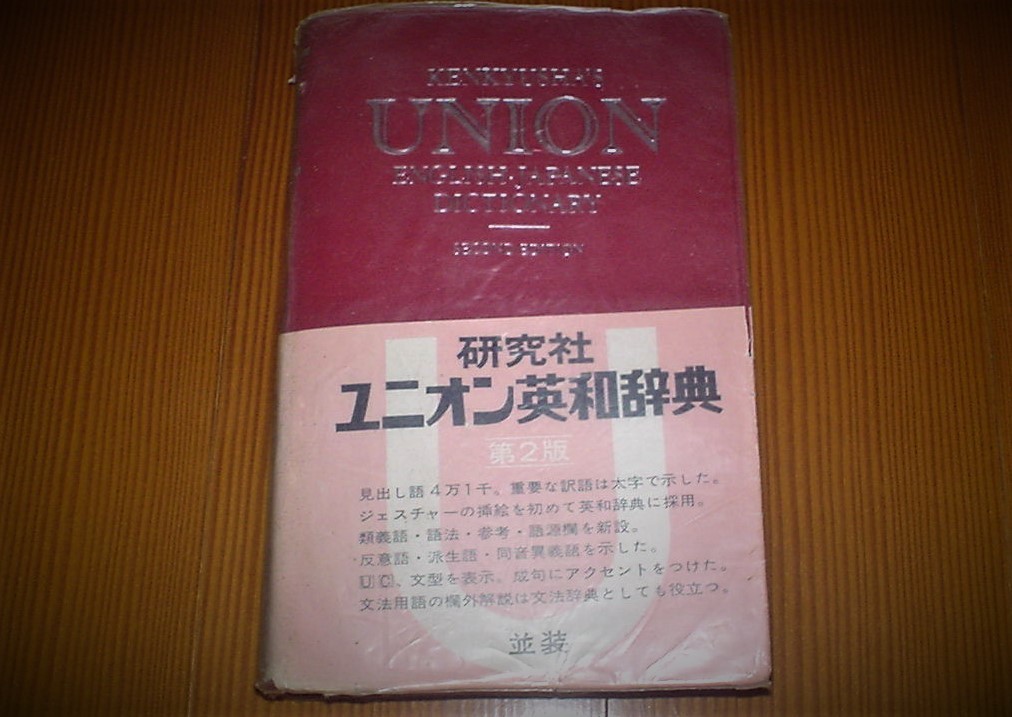 KENKYUSHA'S
UNION
ENGLISH-JAPANESE
DICTIONARY
SECOND EDITION
研究社
ユニオン英和辞典
第2版
見出し語4万1千。重要な訳語は太字で示した。
ジェスチャーの挿絵を初めて英和辞典に採用。
類義語・語法・参考・語源欄を新設。
反意語・派生語・同音異義語を示した。
U C、文型を表示。成句にアクセントをつけた。
文法用語の欄外解説は文法辞典としても役立つ。
並装